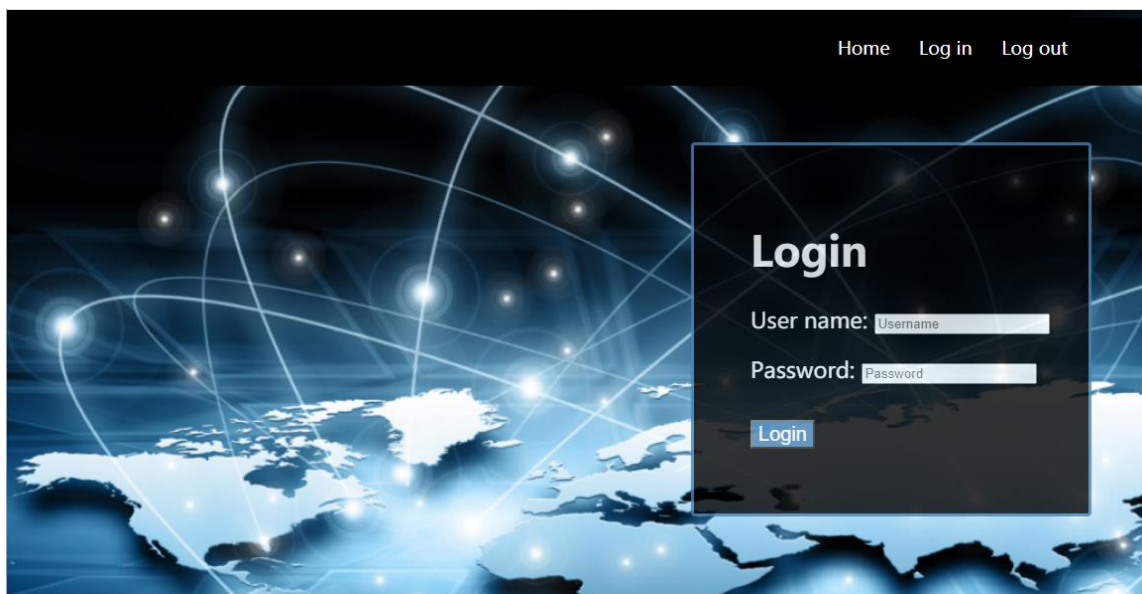 Home Log in Log out
Login
User name: Username
Password: Password
Login